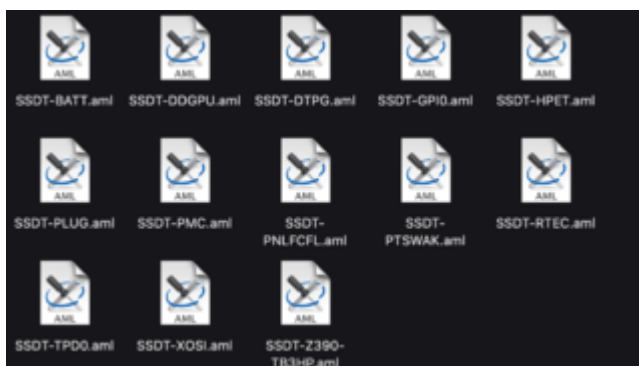 AML AML AML AML AML
SSDT-BATT.aml SSDT-DDGPU.aml SSDT-DTPG.aml SSDT-GPI0.aml SSDT-HPET.aml
AML AML AML AML AML
SSDT-PLUG.aml SSDT-PMC.aml SSDT- SSDT- SSDT-RTEC.aml
PNLFCFL.aml PTSWAK.aml
AML AML AML
SSDT-TPD0.aml SSDT-XOSI.aml SSDT-Z390-
TB3HP.aml